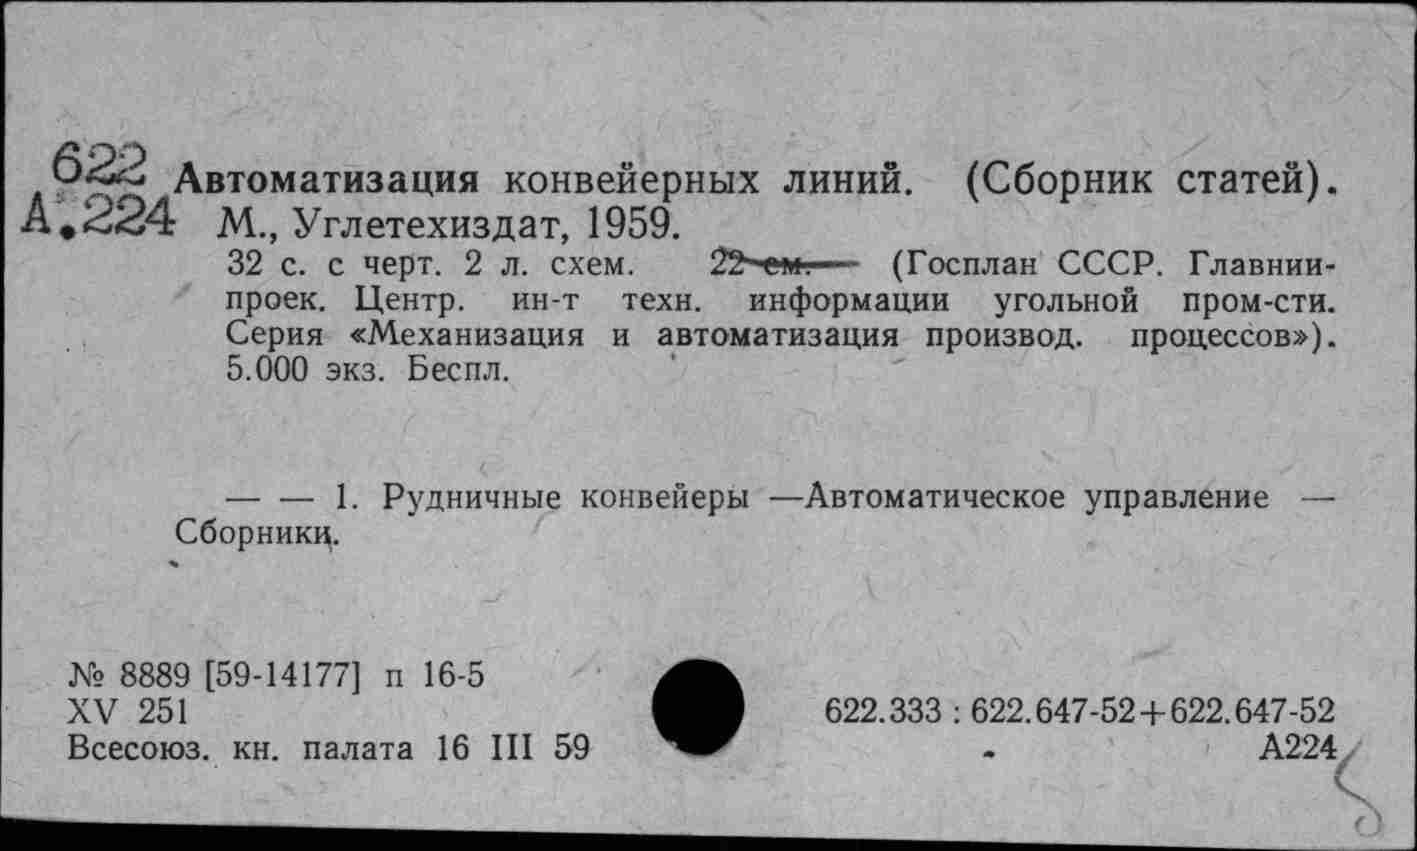 622 Автоматизация конвейерных линий. (Сборник статей).
А.224 М., Углетехиздат, 1959.
32 с. с черт. 2 л. схем. 22 см. (Госплан СССР. Главнии-
проек. Центр. ин-т техн. информации угольной пром-сти.
Серия «Механизация и автоматизация производ. процессов»).
5.000 экз. Беспл.
— — 1. Рудничные конвейеры —Автоматическое управление —
Сборники.
№ 8889 [59-14177] п 16-5
XV 251
622.333 : 622.647-52+622.647-52
Всесоюз. кн. палата 16 III 59
А224